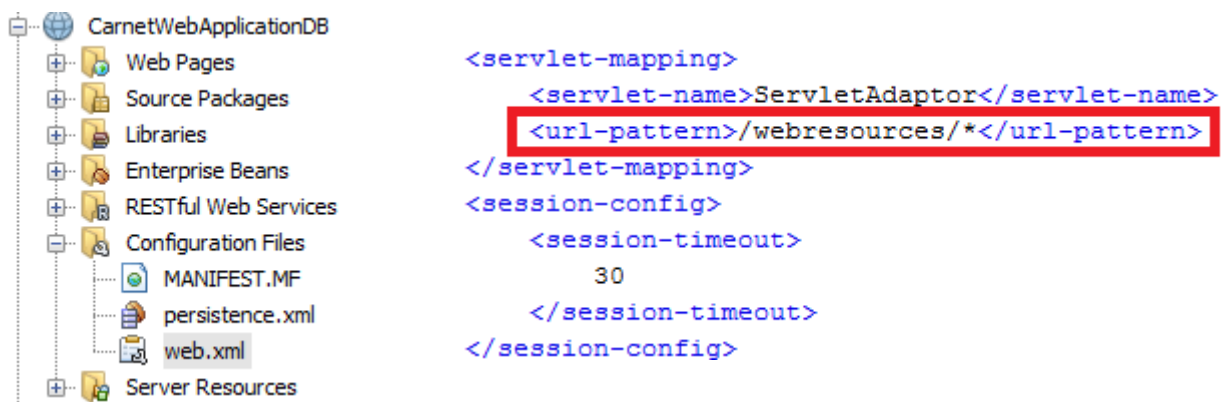 CarnetWebApplicationDB
Web Pages
Source Packages
Libraries
Enterprise Beans
RESTful Web Services
Configuration Files
MANIFEST.MF
persistence.xml
web.xml
Server Resources
<servlet-mapping>
<servlet-name>ServletAdaptor</servlet-name>
<url-pattern>/webresources/*</url-pattern>
</servlet-mapping>
<session-config>
<session-timeout>
30
</session-timeout>
</session-config>